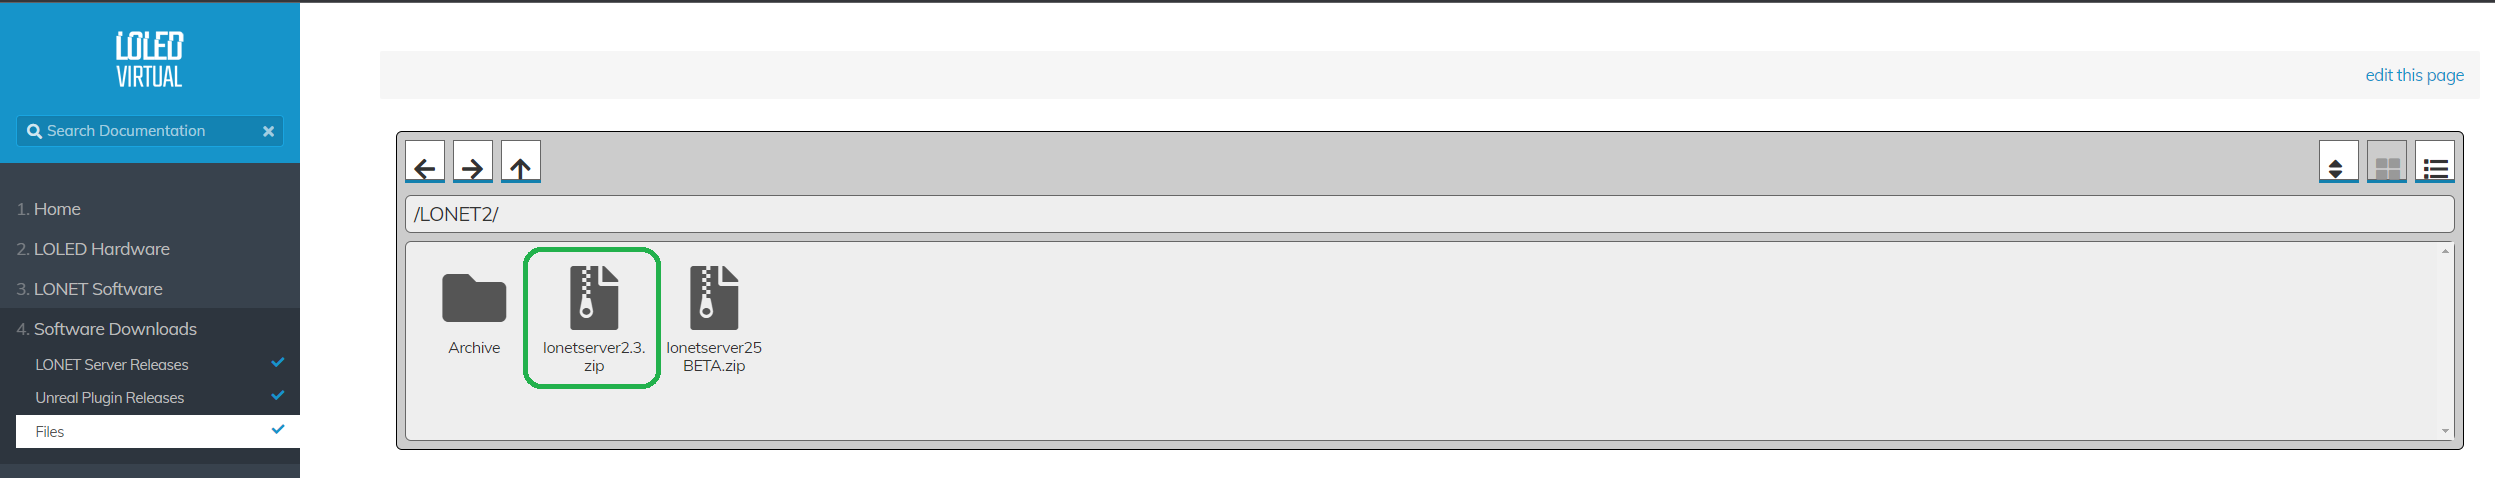 LOLED
VIRTUAL
Search Documentation
1. Home
2. LOLED Hardware
3. LONET Software
4. Software Downloads
LONET Server Releases
Unreal Plugin Releases
Files
edit this page
/LONET2/
Archive
lonetserver2.3.
zip
lonetserver25
BETA.zip